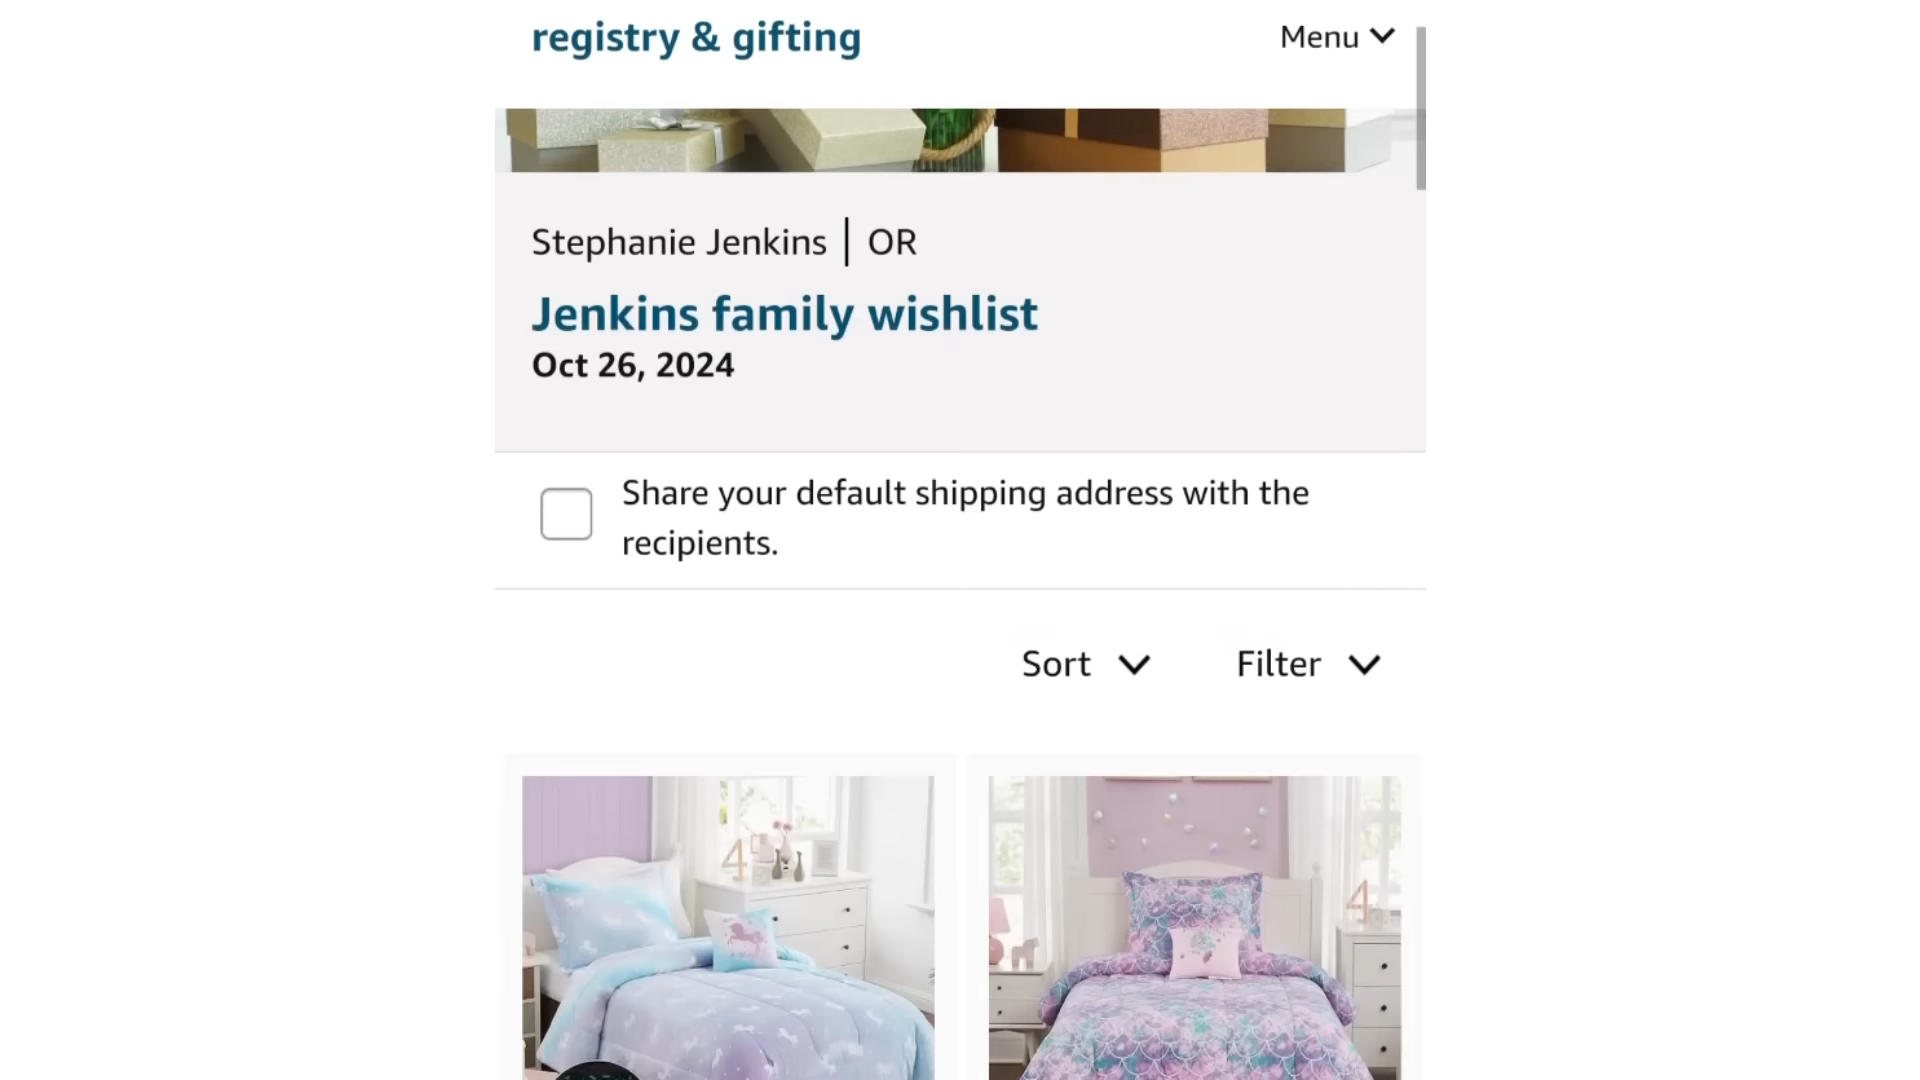 registry & gifting
Menu
Stephanie Jenkins | OR
Jenkins family wishlist
Oct 26, 2024
Share your default shipping address with the
recipients.
Sort
Filter